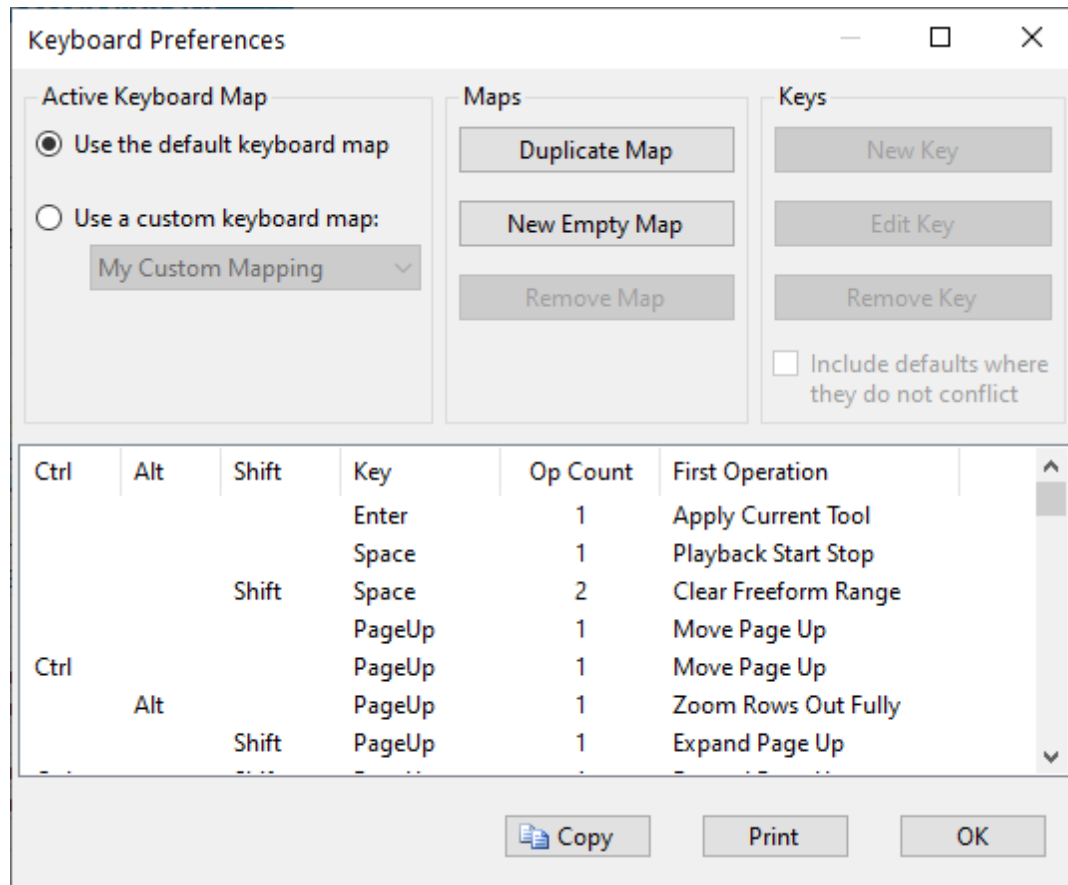 Keyboard Preferences
Active Keyboard Map
Use the default keyboard map
Use a custom keyboard map:
My Custom Mapping
Maps
Duplicate Map
New Empty Map
Remove Map
Keys
New Key
Edit Key
Remove Key
Include defaults where
they do not conflict
Ctrl Alt Shift Key Op Count First Operation
Enter 1 Apply Current Tool
Space 1 Playback Start Stop
Shift Space 2 Clear Freeform Range
PageUp 1 Move Page Up
Ctrl PageUp 1 Move Page Up
Alt PageUp 1 Zoom Rows Out Fully
Shift PageUp 1 Expand Page Up
Copy Print OK